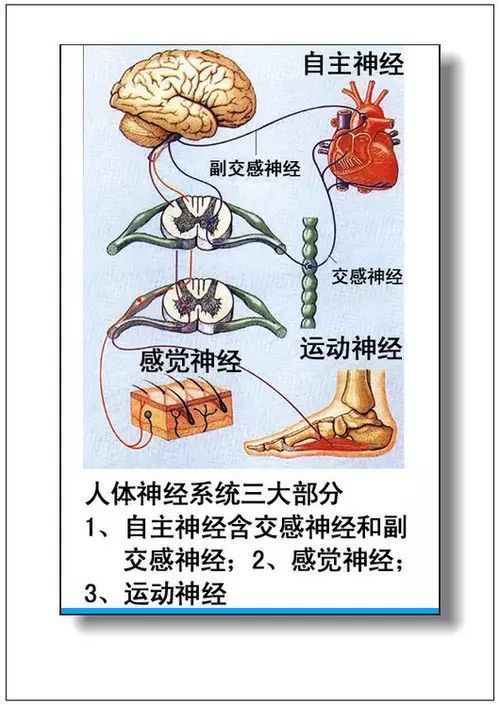 自主神经
副交感神经
交感神经
感觉神经
运动神经
人体神经系统三大部分
1、自主神经含交感神经和副
交感神经；2、感觉神经；
3、运动神经